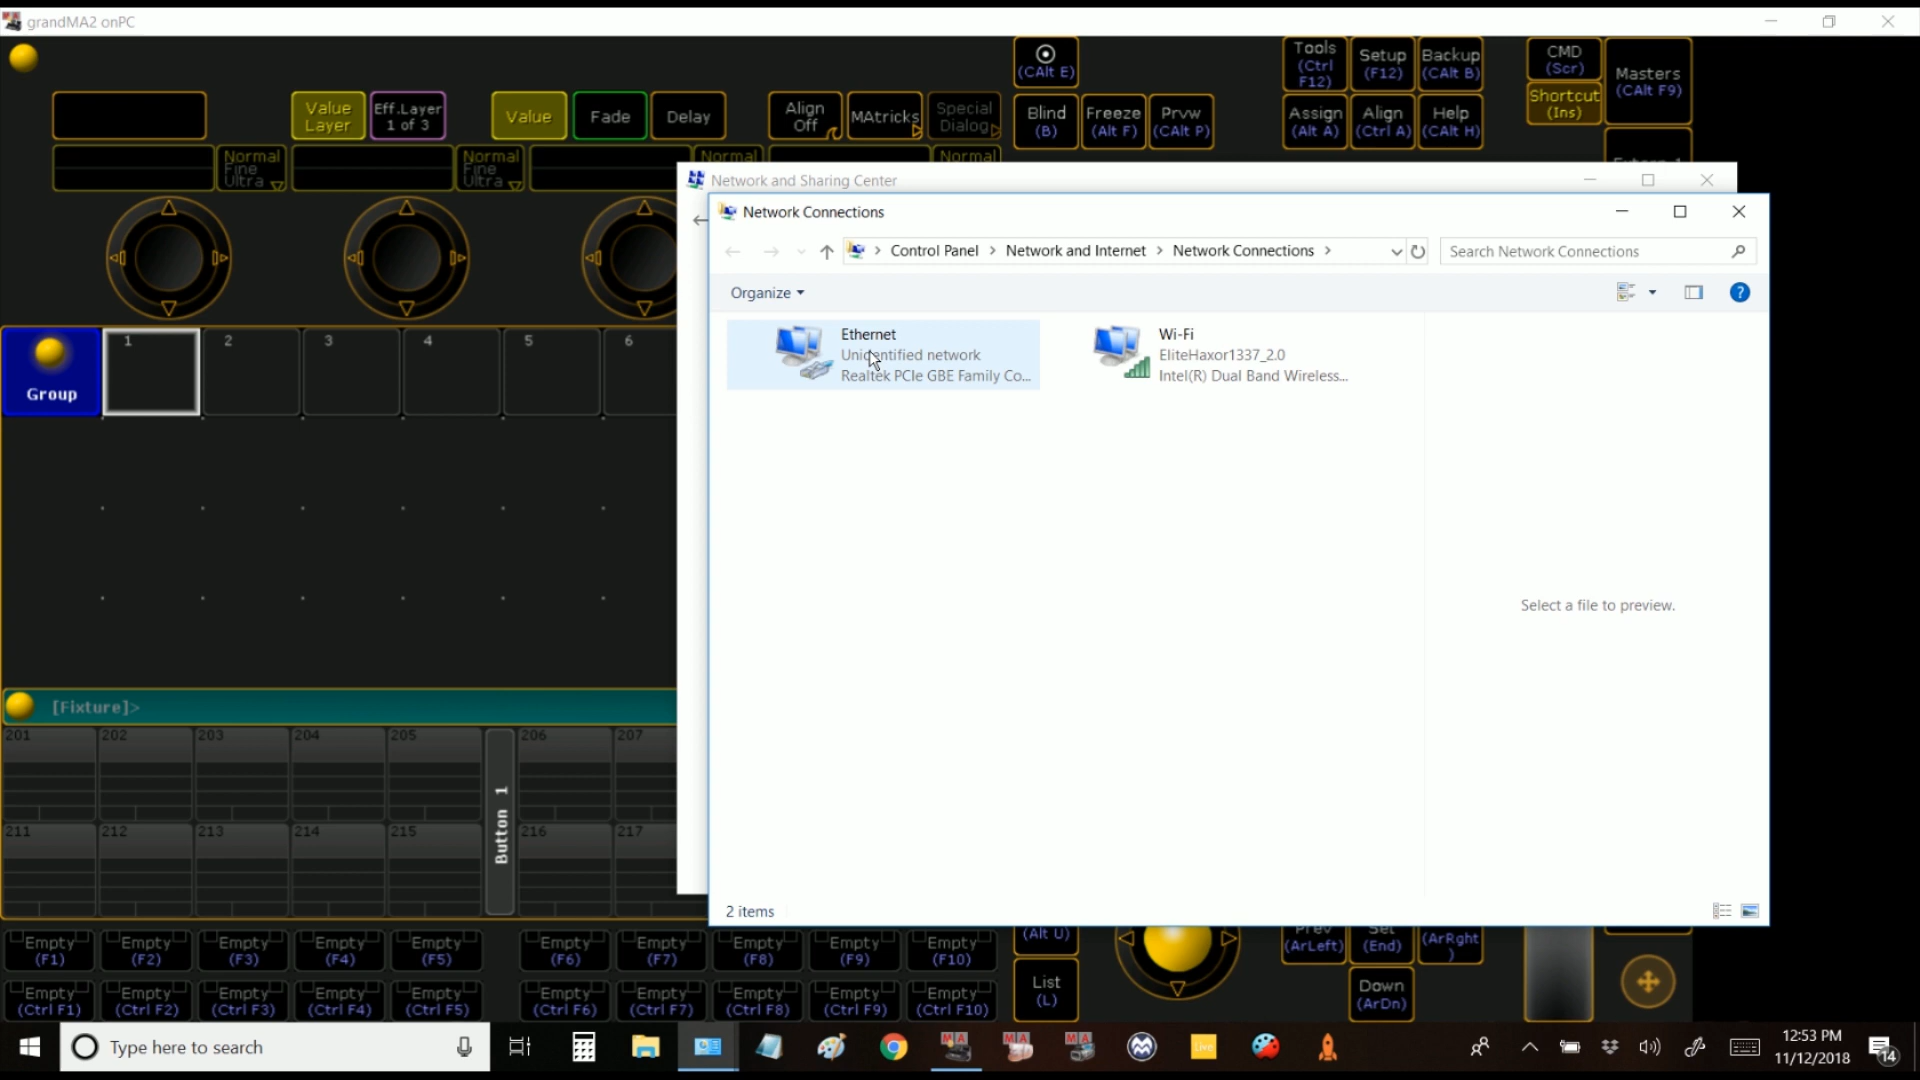 grandMA2 onPC
(CAlt E)
Tools
(Ctrl
F12)
Setup
(F12)
Backup
(CAlt B)
CMD
(Scr)
Masters
(CAlt F9)
Value
Layer
Eff.Layer
1 of 3
Value
Fade
Delay
Align
Off
MAtricks
Special
Dialog
Blind
(B)
Freeze
(Alt F)
Prvw
(CAlt P)
Assign
(Alt A)
Align
(Ctrl A)
Help
(CAlt H)
Shortcut
(Ins)
Normal
Fine
Ultra
Normal
Fine
Ultra
Normal
Normal
Network and Sharing Center
Network Connections
Control Panel > Network and Internet > Network Connections >
Search Network Connections
Organize
Ethernet
Unidentified network
Realtek PCIe GBE Family Co...
Wi-Fi
EliteHaxor1337_2.0
Intel(R) Dual Band Wireless...
Select a file to preview.
2 items
Group
1
2
3
4
5
6
[Fixture]>
201
202
203
204
205
206
207
211
212
213
214
215
Button 1
216
217
Empty
(F1)
Empty
(F2)
Empty
(F3)
Empty
(F4)
Empty
(F5)
Empty
(F6)
Empty
(F7)
Empty
(F8)
Empty
(F9)
Empty
(F10)
(Alt U)
Prev
(ArLeft)
Set
(End)
(ArRght
)
Empty
(Ctrl F1)
Empty
(Ctrl F2)
Empty
(Ctrl F3)
Empty
(Ctrl F4)
Empty
(Ctrl F5)
Empty
(Ctrl F6)
Empty
(Ctrl F7)
Empty
(Ctrl F8)
Empty
(Ctrl F9)
Empty
(Ctrl F10)
List
(L)
Down
(ArDn)
Type here to search
MA
MA
MA
live
12:53 PM
11/12/2018
14